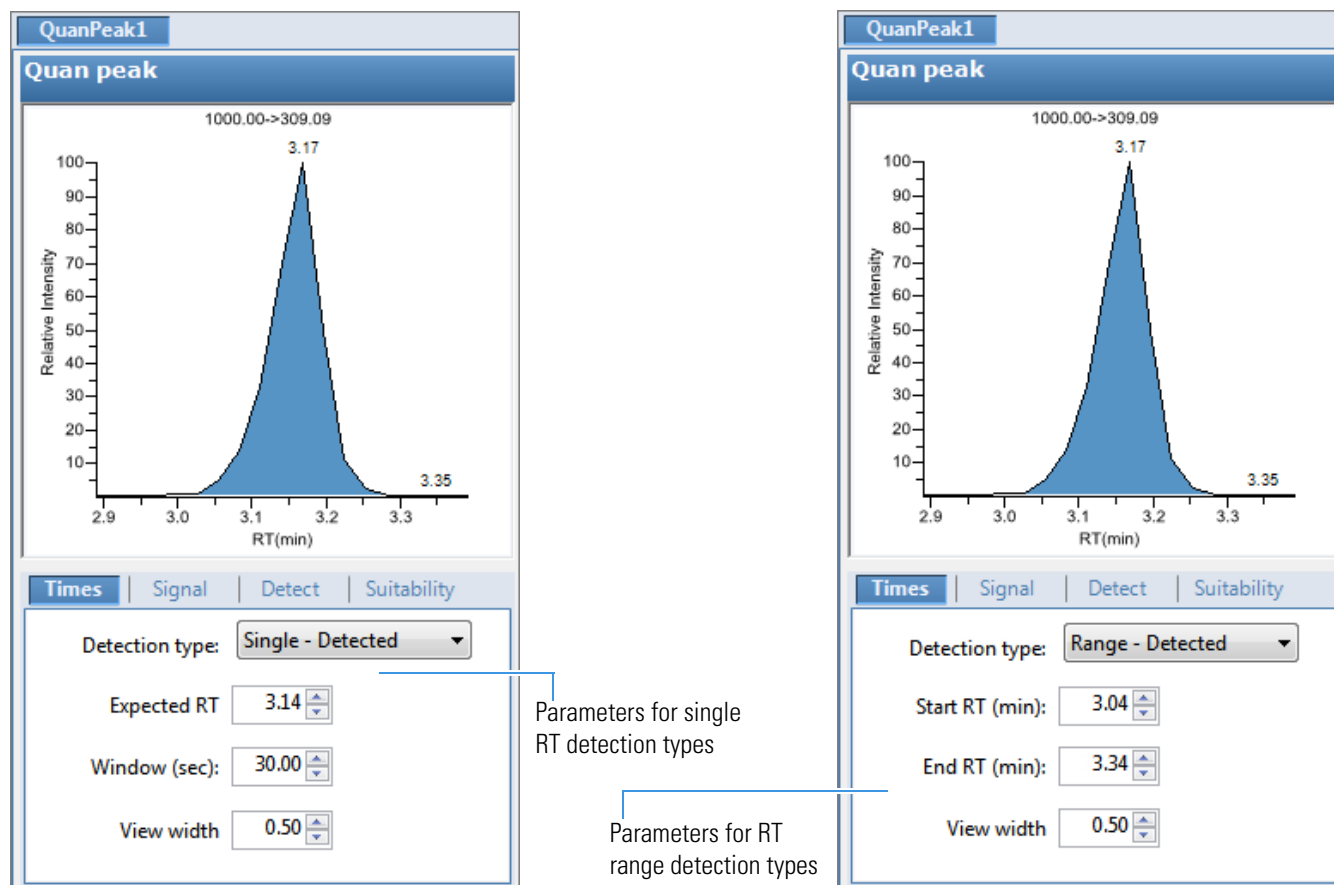 QuanPeak1
Quan peak
1000.00->309.09
3.17
100
90
80
70
60
50
40
30
20
10
Relative Intensity
3.35
2.9 3.0 3.1 3.2 3.3
RT(min)
Times Signal Detect Suitability
Detection type: Single - Detected
Expected RT 3.14
Window (sec): 30.00
View width 0.50
Parameters for single
RT detection types
QuanPeak1
Quan peak
1000.00->309.09
3.17
100
90
80
70
60
50
40
30
20
10
Relative Intensity
3.35
2.9 3.0 3.1 3.2 3.3
RT(min)
Times Signal Detect Suitability
Detection type: Range - Detected
Start RT (min): 3.04
End RT (min): 3.34
View width 0.50
Parameters for RT
range detection types